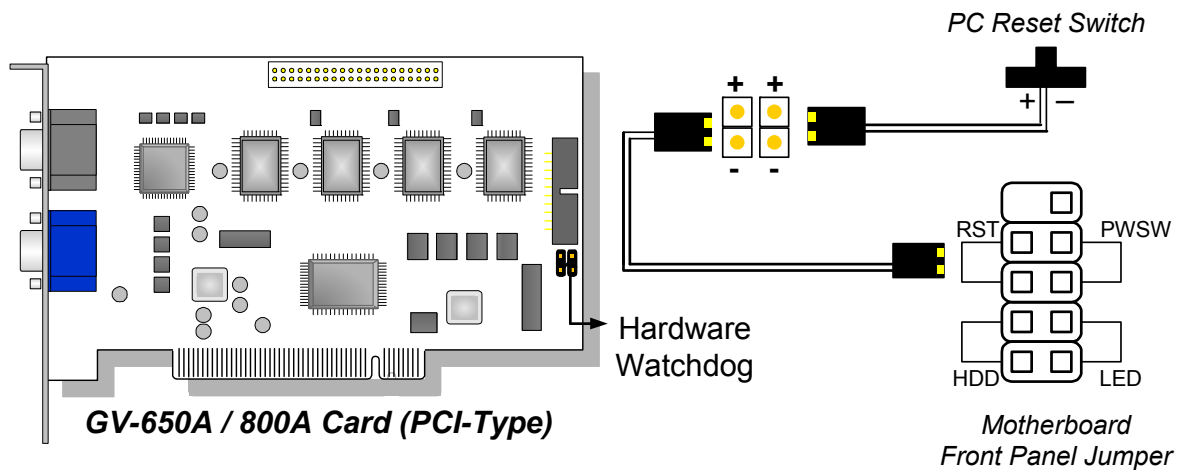 PC Reset Switch
+ +
+ –
- -
RST PWSW
Hardware
Watchdog
HDD LED
GV-650A / 800A Card (PCI-Type)
Motherboard
Front Panel Jumper